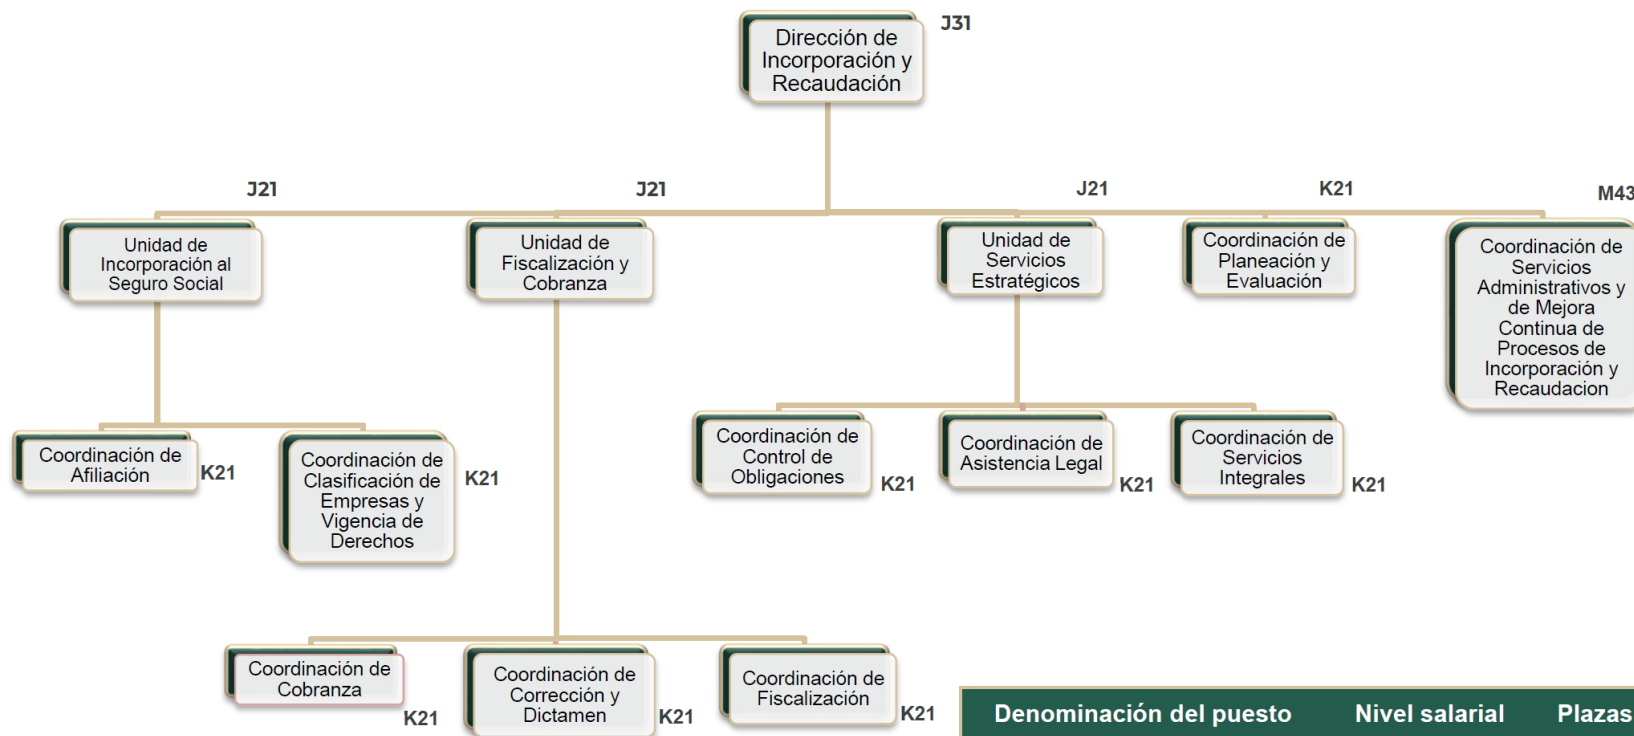 J31
Dirección de
Incorporación y
Recaudación
J21
J21
J21
K21
M43
Unidad de
Incorporación al
Seguro Social
Unidad de
Fiscalización y
Cobranza
Unidad de
Servicios
Estratégicos
Coordinación de
Planeación y
Evaluación
Coordinación de
Servicios
Administrativos y
de Mejora
Continua de
Procesos de
Incorporación y
Recaudacion
Coordinación de
Afiliación
K21
Coordinación de
Clasificación de
Empresas y
Vigencia de
Derechos
K21
Coordinación de
Control de
Obligaciones
K21
Coordinación de
Asistencia Legal
K21
Coordinación de
Servicios
Integrales
K21
Coordinación de
Cobranza
K21
Coordinación de
Corrección y
Dictamen
K21
Coordinación de
Fiscalización
K21
Denominación del puesto Nivel salarial Plazas